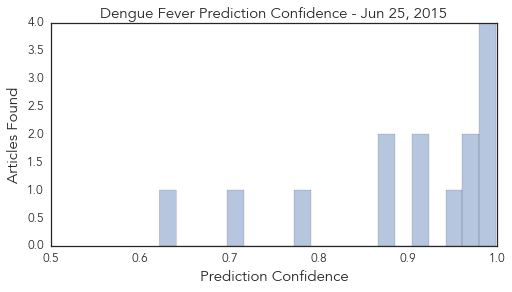 Dengue Fever Prediction Confidence - Jun 25, 2015
4.0
3.5
3.0
2.5
2.0
1.5
1.0
0.5
0.0
Articles Found
0.5 0.6 0.7 0.8 0.9 1.0
Prediction Confidence